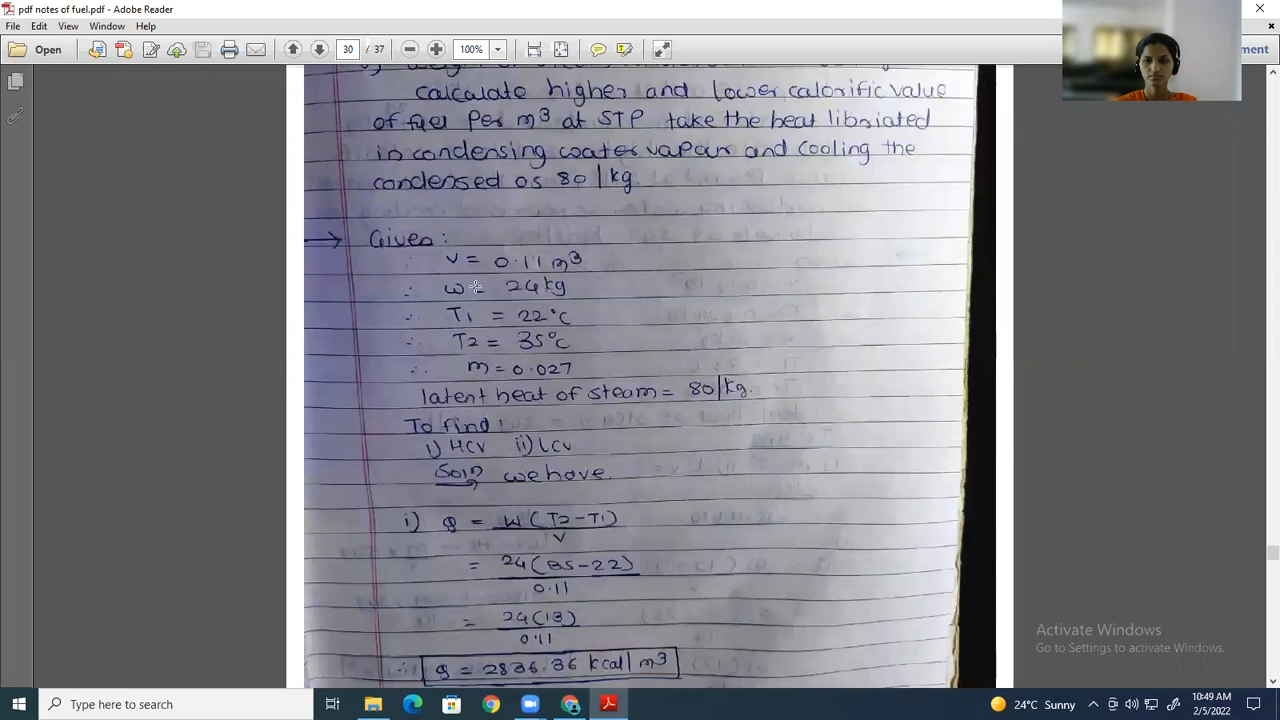 pdf notes of fuel.pdf - Adobe Reader
File Edit View Window Help
Open 30 / 37 100% ment
calculate higher and lower calorific value
of fuel Per m³ at STP take the heat libriated
in condensing water vapour and cooling the
condensed as 80/kg.
Given:
∴ V = 0.11 m³
∴ W = 24 kg
∴ T1 = 22°C
∴ T2 = 35°C
∴ m = 0.027
latent heat of steam = 80/kg.
To find:
i) HCV ii) LCV
Soln we have.
i) Q = W (T2-T1)
V
= 24 (35-22)
0.11
= 24 (13)
0.11
∴ Q = 2836.36 kcal/m³
Activate Windows
Go to Settings to activate Windows.
Type here to search
24°C Sunny
10:49 AM
2/5/2022